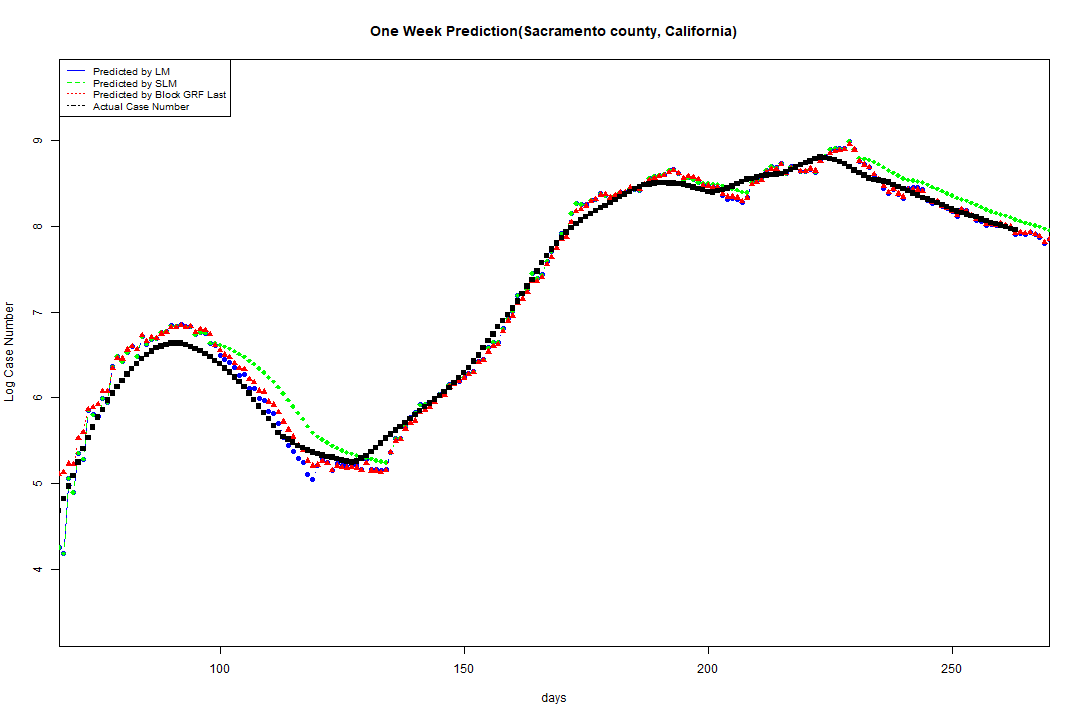 One Week Prediction(Sacramento county, California)
Predicted by LM
Predicted by SLM
Predicted by Block GRF Last
Actual Case Number
9
8
7
6
5
4
Log Case Number
100 150 200 250
days